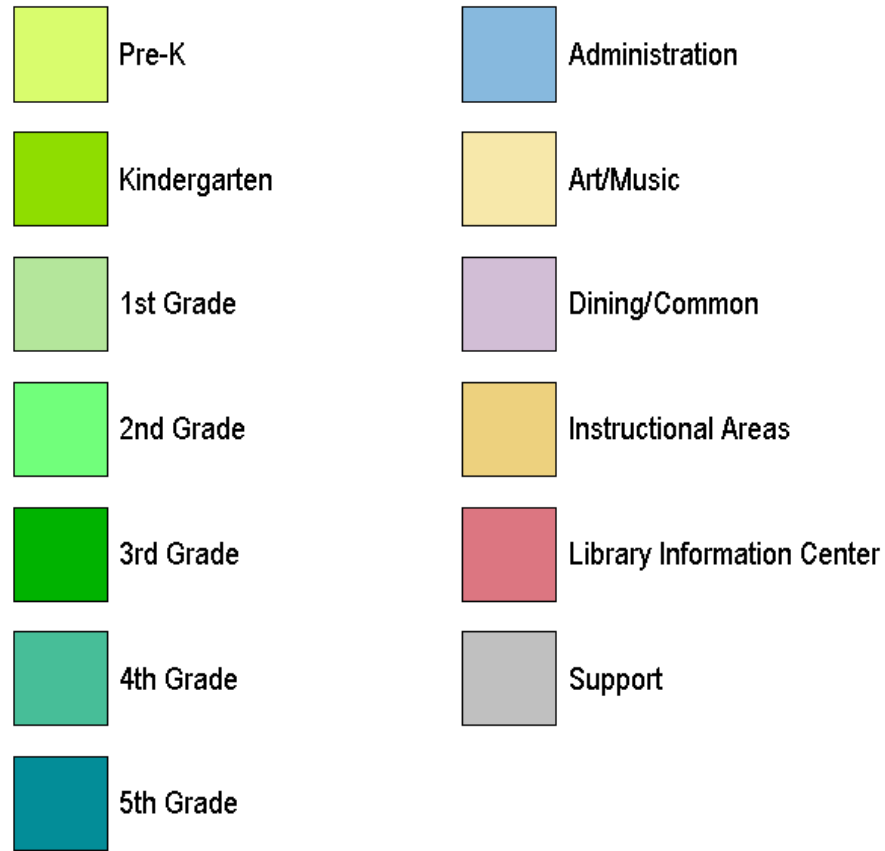 Pre-K
Kindergarten
1st Grade
2nd Grade
3rd Grade
4th Grade
5th Grade
Administration
Art/Music
Dining/Common
Instructional Areas
Library Information Center
Support